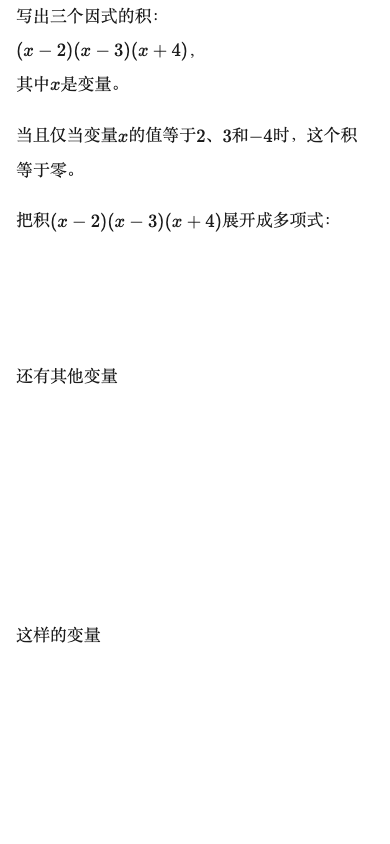 写出三个因式的积：
(x − 2)(x − 3)(x + 4)，
其中x是变量。
当且仅当变量x的值等于2、3和−4时，这个积
等于零。
把积(x − 2)(x − 3)(x + 4)展开成多项式：
还有其他变量
这样的变量